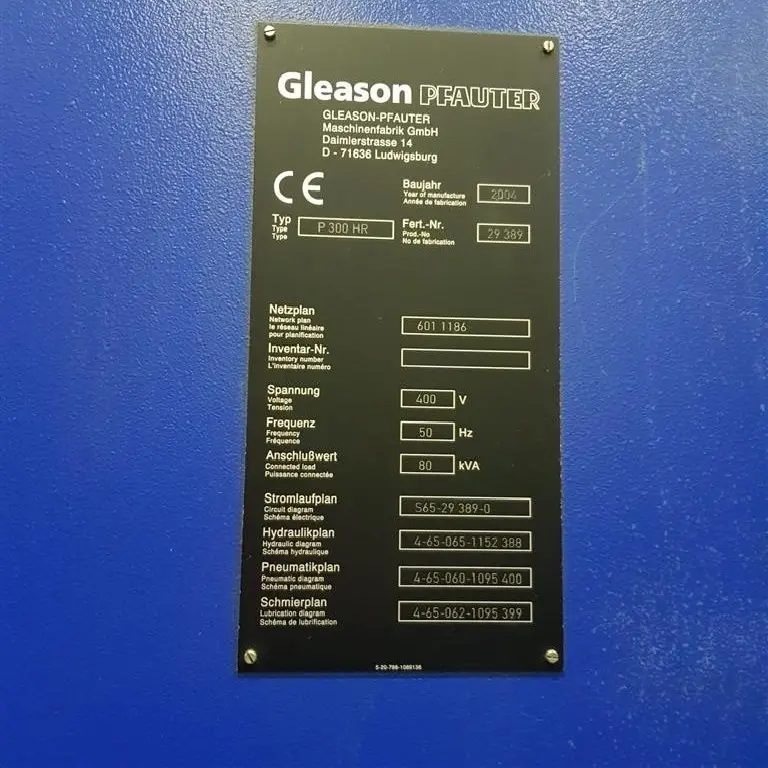 Gleason PFAUTER
GLEASON-PFAUTER
Maschinenfabrik GmbH
Daimlerstrasse 14
D - 71636 Ludwigsburg
CE
Baujahr
Year of manufacture
Année de fabrication
2004
Typ
Type
Type
P 300 HR
Fert.-Nr.
Prod.-No
No de fabrication
29 389
Netzplan
Network plan
le réseau linéaire
pour planification
601 1186
Inventar-Nr.
Inventory number
L'inventaire numéro
Spannung
Voltage
Tension
400 V
Frequenz
Frequency
Fréquence
50 Hz
Anschlußwert
Connected load
Puissance connectée
80 kVA
Stromlaufplan
Circuit diagram
Schéma électrique
S65-29 389-0
Hydraulikplan
Hydraulic diagram
Schéma hydraulique
4-65-065-1152 388
Pneumatikplan
Pneumatic diagram
Schéma pneumatique
4-65-060-1095 400
Schmierplan
Lubrication diagram
Schéma de lubrification
4-65-062-1095 399
5-20-796-1089136